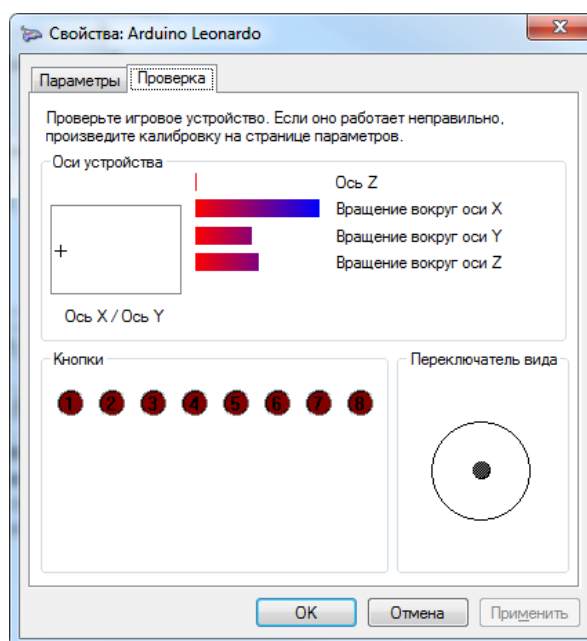 Свойства: Arduino Leonardo
Параметры
Проверка
Проверьте игровое устройство. Если оно работает неправильно,
произведите калибровку на странице параметров.
Оси устройства
Ось Z
Вращение вокруг оси X
Вращение вокруг оси Y
Вращение вокруг оси Z
Ось X / Ось Y
Кнопки
1 2 3 4 5 6 7 8
Переключатель вида
OK
Отмена
Применить